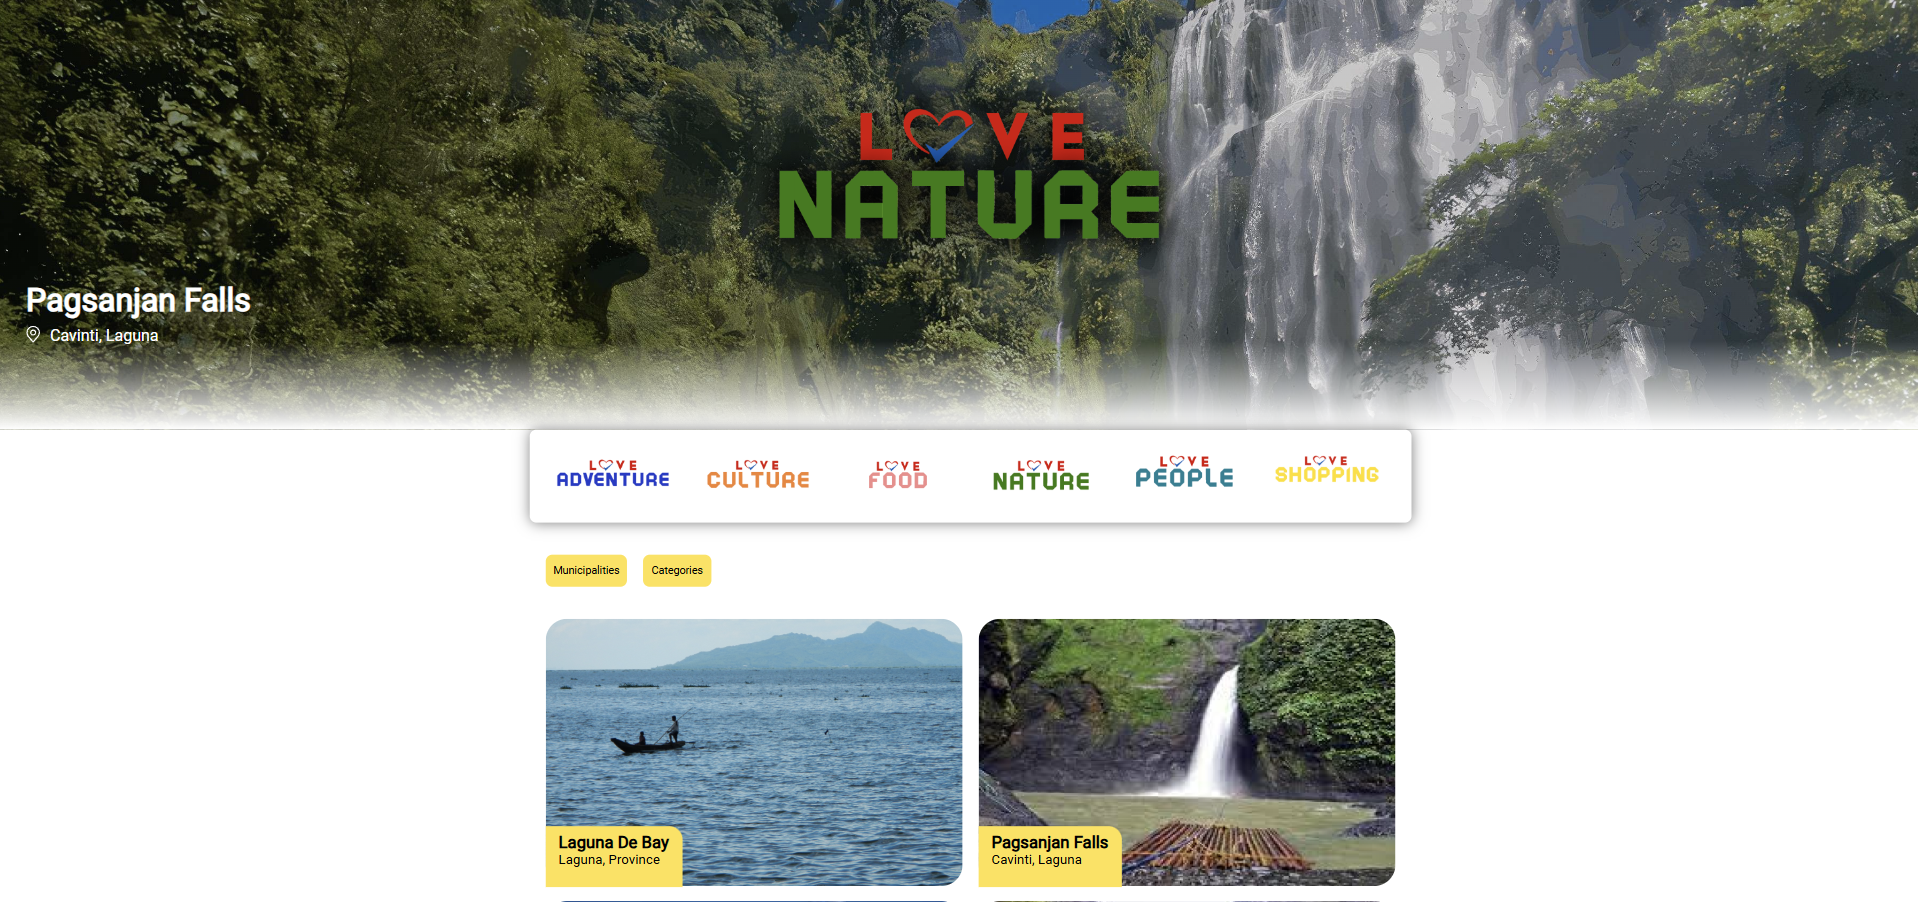 LOVE
NATURE
Pagsanjan Falls
Cavinti, Laguna
LOVE
ADVENTURE
LOVE
CULTURE
LOVE
FOOD
LOVE
NATURE
LOVE
PEOPLE
LOVE
SHOPPING
Municipalities
Categories
Laguna De Bay
Laguna, Province
Pagsanjan Falls
Cavinti, Laguna